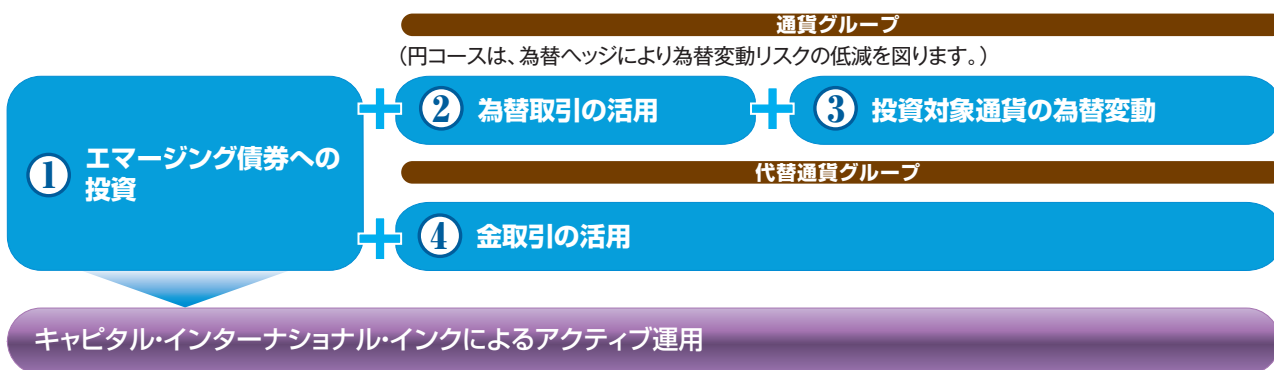 通貨グループ
(円コースは、為替ヘッジにより為替変動リスクの低減を図ります。)
① エマージング債券への
投資
② 為替取引の活用
③ 投資対象通貨の為替変動
代替通貨グループ
④ 金取引の活用
キャピタル・インターナショナル・インクによるアクティブ運用